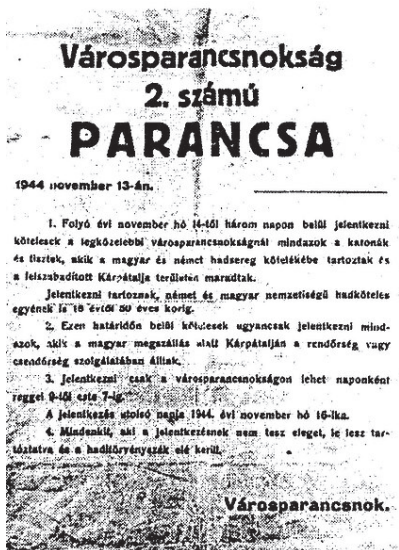 Városparancsnokság
2. számú
PARANCSA
1944 november 13-án.
1. Folyó évi november hó 14-től három napon belül jelentkezni
kötelesek a legközelebbi városparancsnokságnál mindazok a katonák
és tisztek, akik a magyar és német hadsereg kötelékébe tartoztak és
a felszabadított Kárpátalja területén maradtak.
Jelentkezni tartoznak, német és magyar nemzetiségű hadköteles
egyének is 18 évtől 50 éves korig.
2. Ezen határidőn belül kötelesek ugyancsak jelentkezni mind-
azok, akik a magyar megszállás alatt Kárpátalján a rendőrség vagy
csendőrség szolgálatában álltak.
3. Jelentkezni csak a városparancsnokságon lehet naponként
reggel 9-től este 7-ig.
A jelentkezés utolsó napja 1944. évi november hó 16-ika.
4. Mindenki, aki a jelentkezésnek nem tesz eleget, le lesz tar-
tóztatva és a haditörvényszék elé kerül.
Városparancsnok.